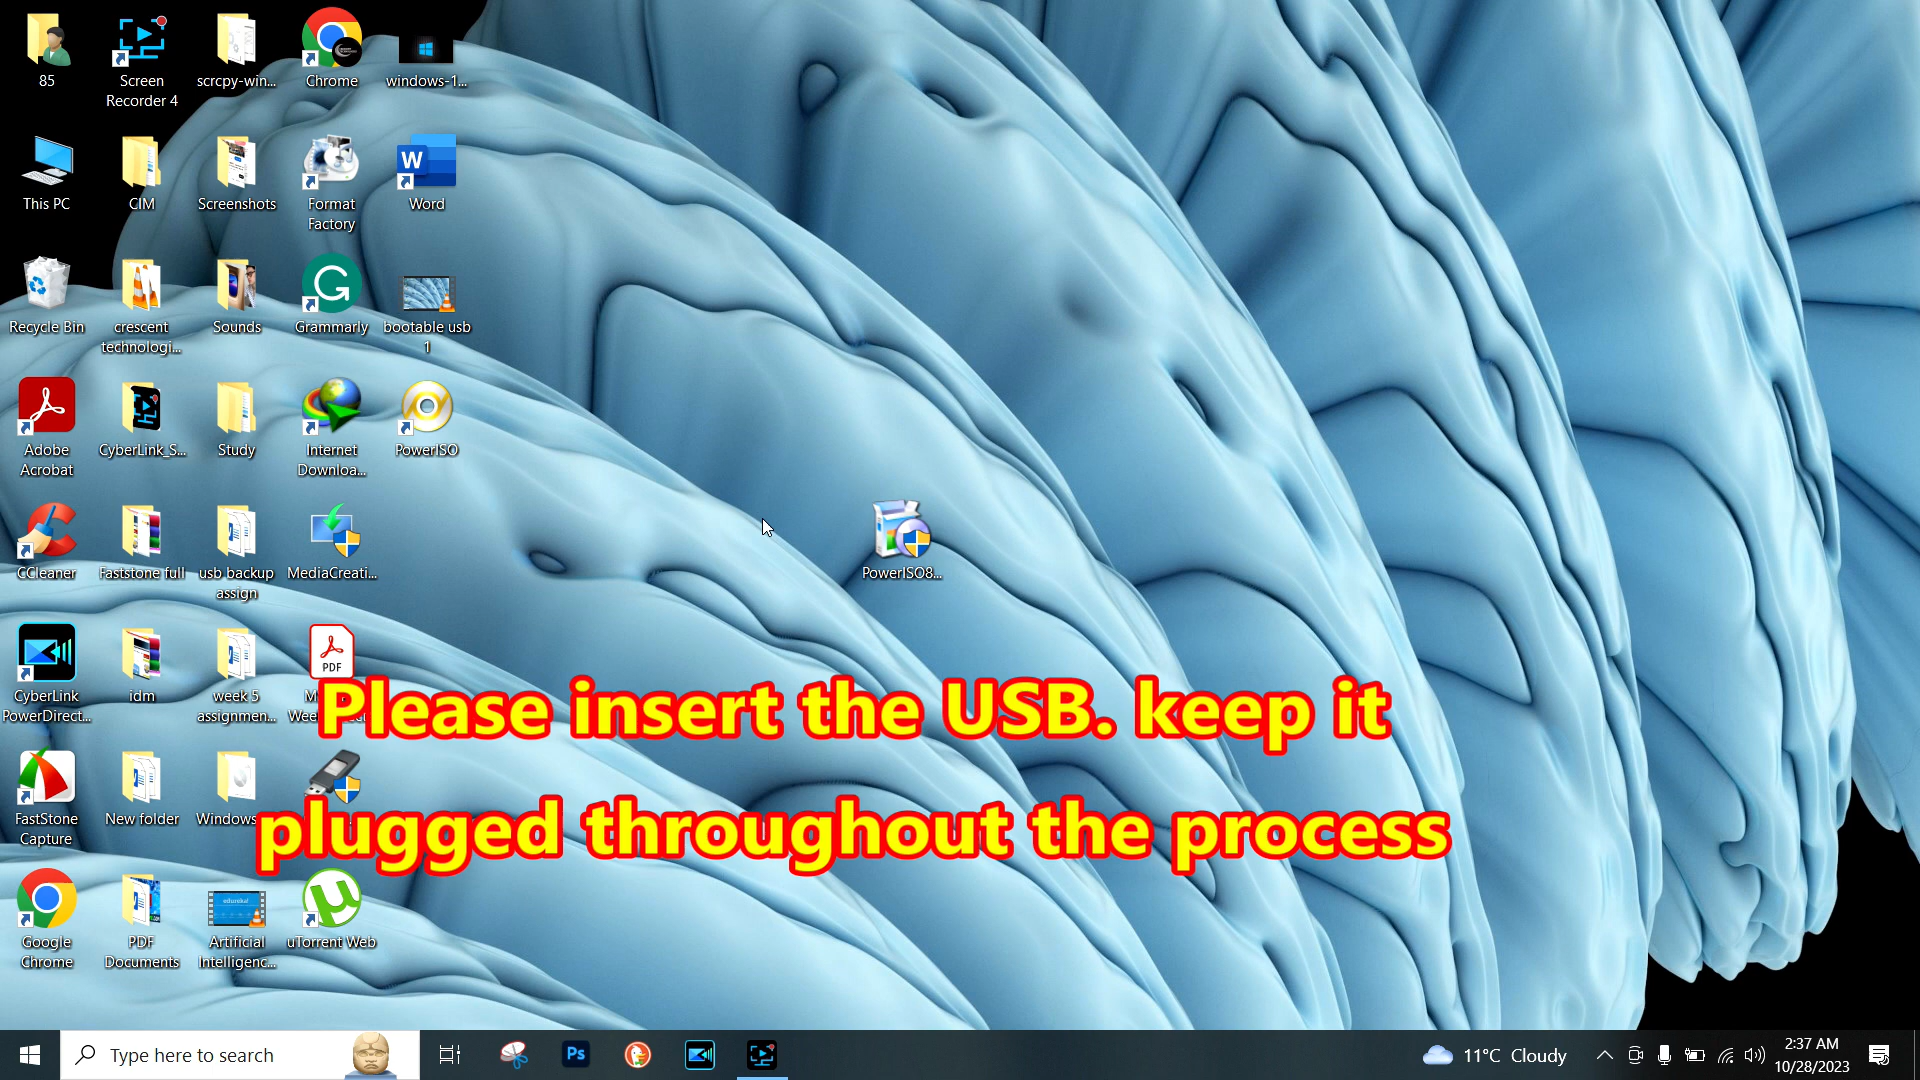 85
Screen
Recorder 4
scrcpy-win...
Chrome
windows-1...
This PC
CIM
Screenshots
Format
Factory
W
Word
Recycle Bin
crescent
technologi...
Sounds
G
Grammarly
bootable usb
1
Adobe
Acrobat
CyberLink_S...
Study
Internet
Downloa...
PowerISO
CCleaner
Faststone full
usb backup
assign
MediaCreati...
PowerISO8...
CyberLink
PowerDirect...
idm
week 5
assignmen...
PDF
Please insert the USB. keep it
FastStone
Capture
New folder
Windows
plugged throughout the process
Google
Chrome
PDF
Documents
edureka!
Artificial
Intelligenc...
µ
uTorrent Web
Type here to search
Ps
11°C Cloudy
2:37 AM
10/28/2023